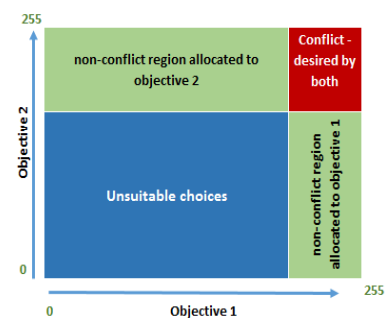 255
non-conflict region allocated to
objective 2
Conflict -
desired by
both
Objective 2
Unsuitable choices
non-conflict region
allocated to objective 1
0
255
0
Objective 1